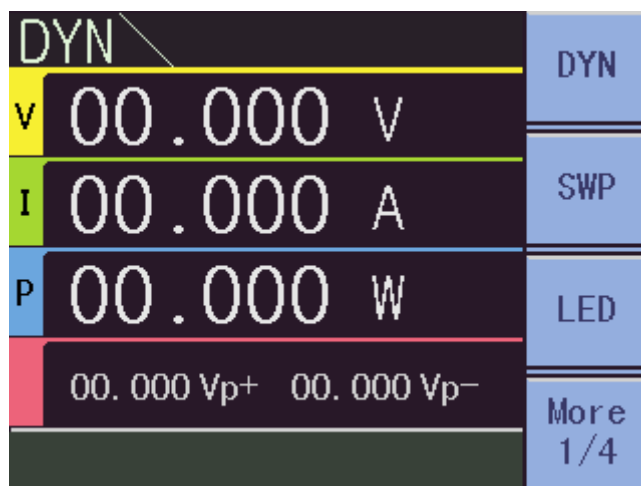 DYN
V 00.000 V
I 00.000 A
P 00.000 W
00.000 Vp+ 00.000 Vp-
DYN
SWP
LED
More
1/4